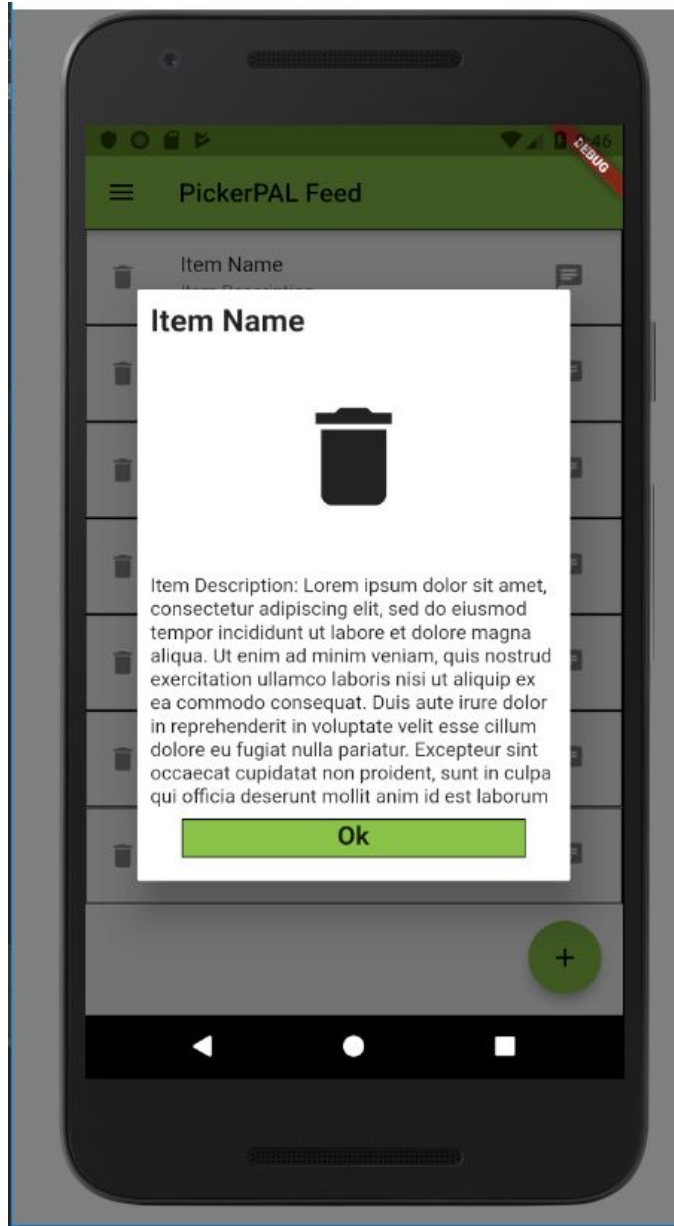 46
DEBUG
PickerPAL Feed
Item Name
Item Description
Item Name
Item Description: Lorem ipsum dolor sit amet,
consectetur adipiscing elit, sed do eiusmod
tempor incididunt ut labore et dolore magna
aliqua. Ut enim ad minim veniam, quis nostrud
exercitation ullamco laboris nisi ut aliquip ex
ea commodo consequat. Duis aute irure dolor
in reprehenderit in voluptate velit esse cillum
dolore eu fugiat nulla pariatur. Excepteur sint
occaecat cupidatat non proident, sunt in culpa
qui officia deserunt mollit anim id est laborum
Ok